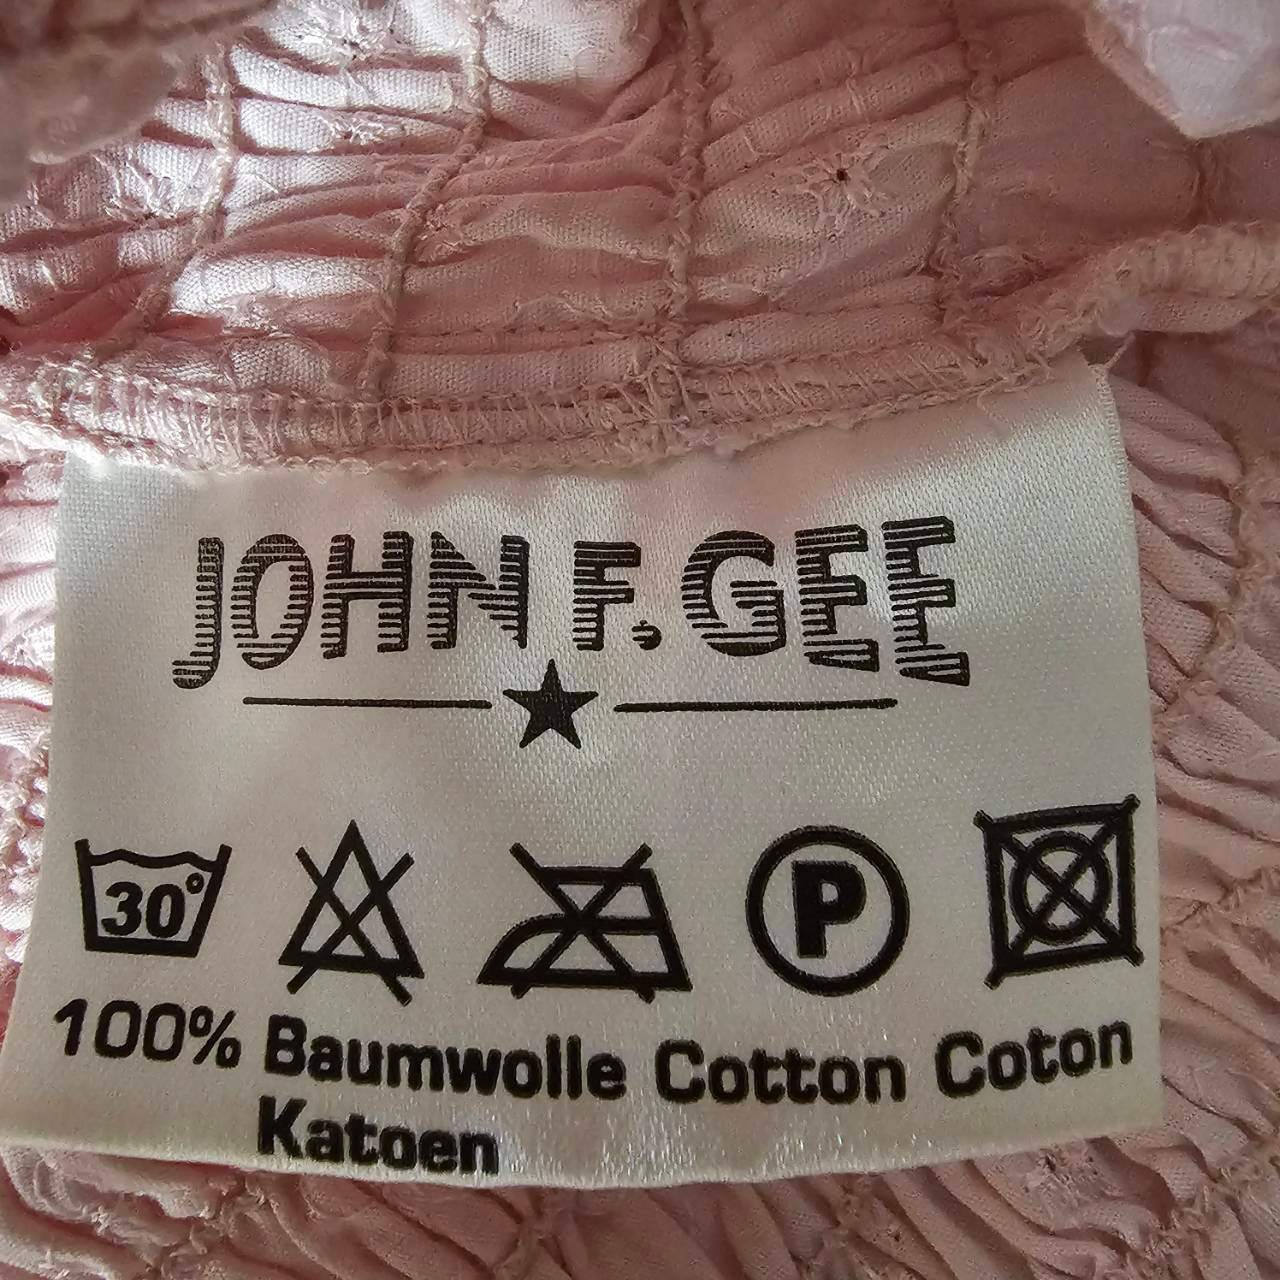 JOHN F. GEE
30°
P
100% Baumwolle Cotton Coton
Katoen